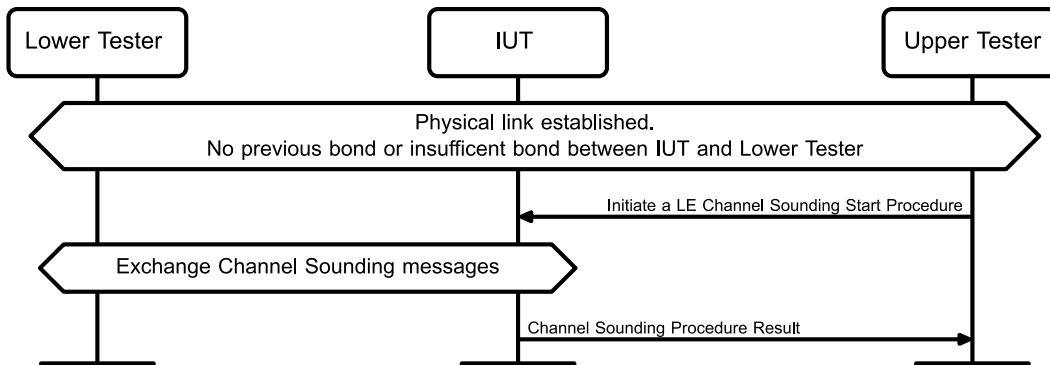 Lower Tester
IUT
Upper Tester
Physical link established.
No previous bond or insufficent bond between IUT and Lower Tester
Initiate a LE Channel Sounding Start Procedure
Exchange Channel Sounding messages
Channel Sounding Procedure Result